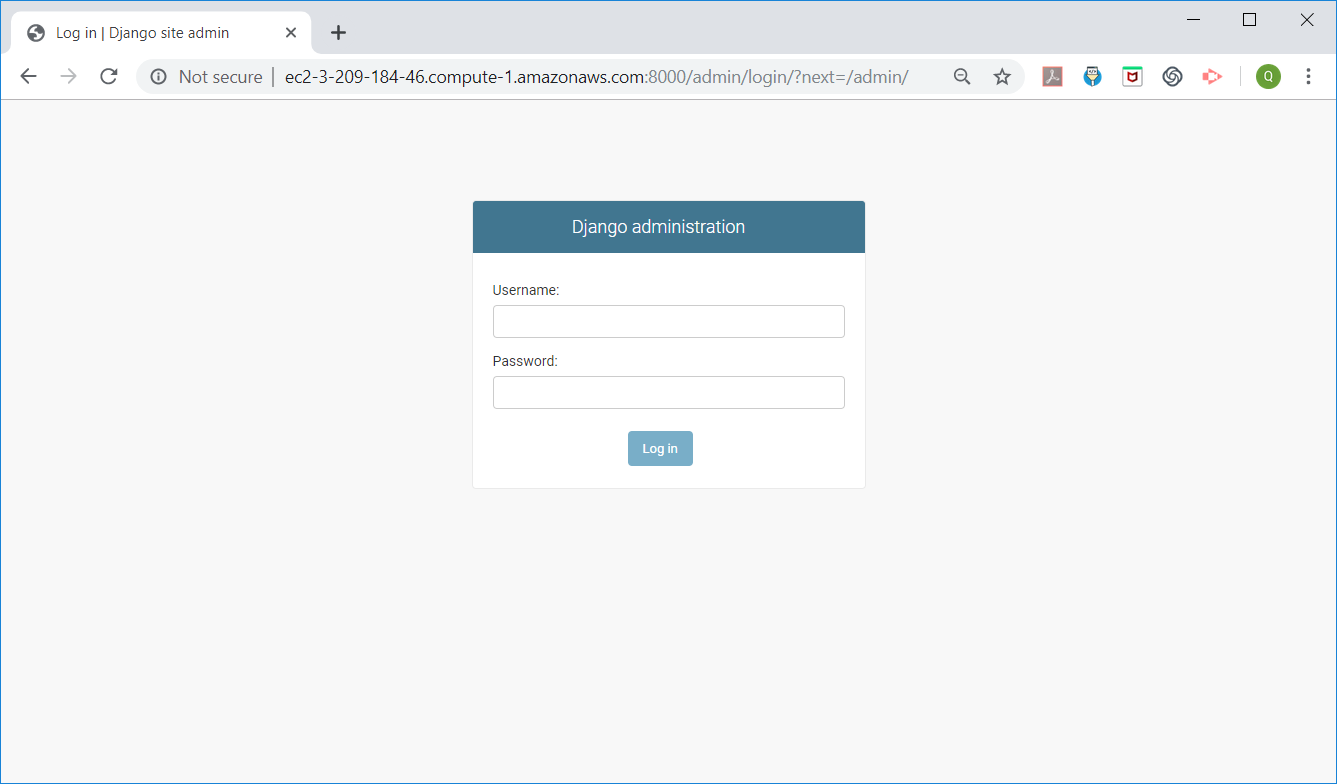 Log in | Django site admin
Not secure | ec2-3-209-184-46.compute-1.amazonaws.com:8000/admin/login/?next=/admin/
Q
Django administration
Username:
Password:
Log in